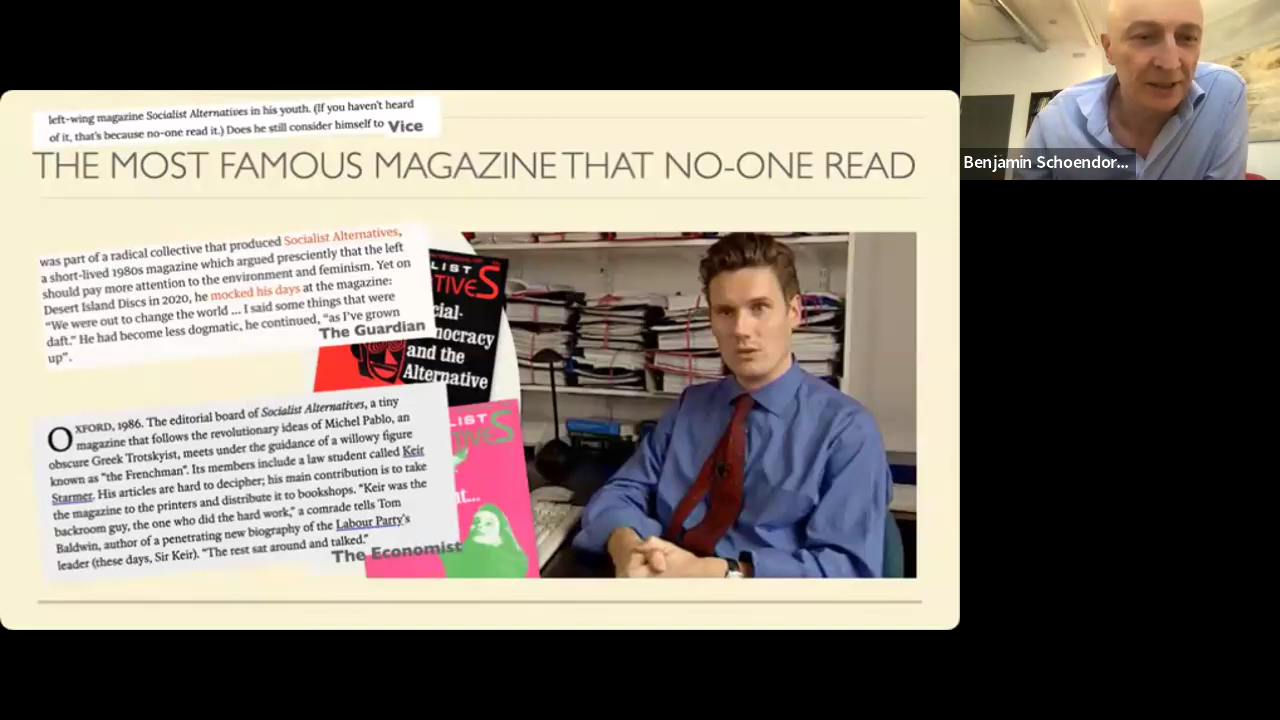 left-wing magazine Socialist Alternatives in his youth. (If you haven't heard
of it, that's because no-one read it.) Does he still consider himself to
Vice
THE MOST FAMOUS MAGAZINE THAT NO-ONE READ
was part of a radical collective that produced Socialist Alternatives,
a short-lived 1980s magazine which argued presciently that the left
should pay more attention to the environment and feminism. Yet on
Desert Island Discs in 2020, he mocked his days at the magazine:
"We were out to change the world ... I said some things that were
daft." He had become less dogmatic, he continued, "as I've grown
up".
The Guardian
LIST
TIVES
cial-
nocracy
and the
Alternative
OXFORD, 1986. The editorial board of Socialist Alternatives, a tiny
magazine that follows the revolutionary ideas of Michel Pablo, an
obscure Greek Trotskyist, meets under the guidance of a willowy figure
known as "the Frenchman". Its members include a law student called Keir
Starmer. His articles are hard to decipher; his main contribution is to take
the magazine to the printers and distribute it to bookshops. "Keir was the
backroom guy, the one who did the hard work," a comrade tells Tom
Baldwin, author of a penetrating new biography of the Labour Party's
leader (these days, Sir Keir). "The rest sat around and talked."
The Economist
LIST
TIVES
t...
Benjamin Schoendor...